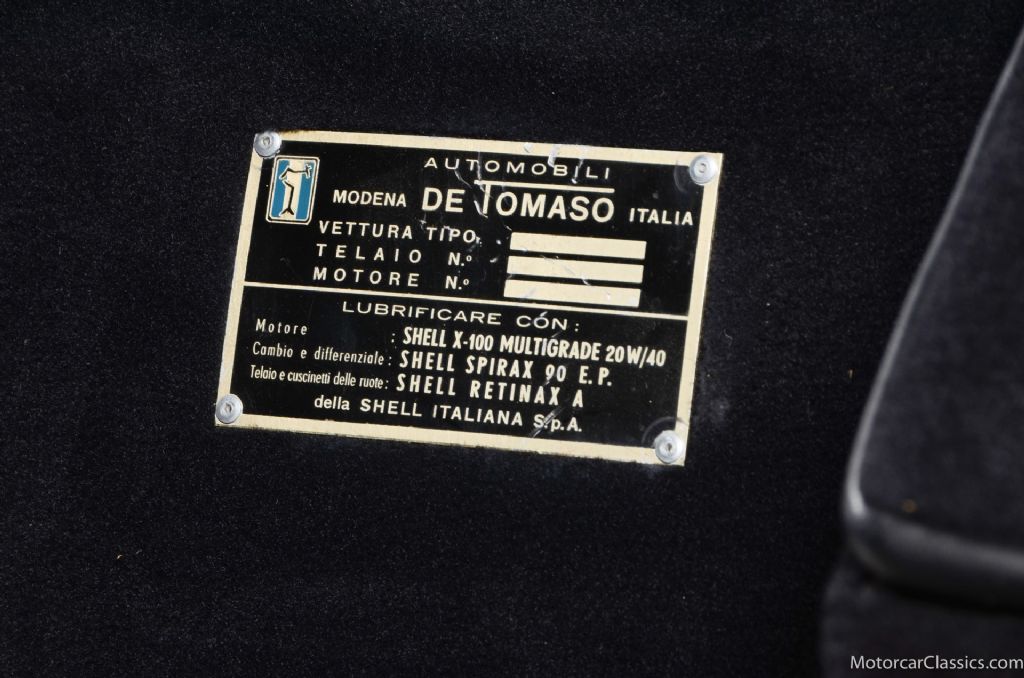 AUTOMOBILI
MODENA DE TOMASO ITALIA
VETTURA TIPO
TELAIO N.º
MOTORE N.º
LUBRIFICARE CON:
Motore : SHELL X-100 MULTIGRADE 20W/40
Cambio e differenziale: SHELL SPIRAX 90 E.P.
Telaio e cuscinetti delle ruote: SHELL RETINAX A
della SHELL ITALIANA S.p.A.
MotorcarClassics.com